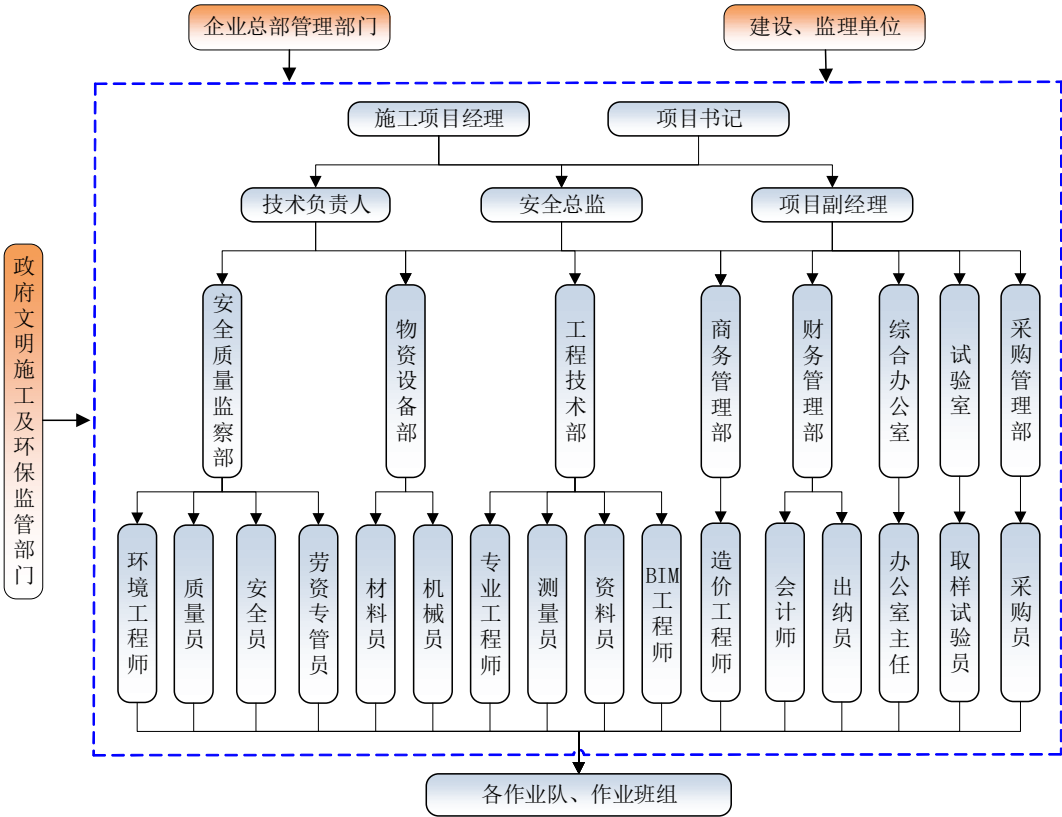 企业总部管理部门
建设、监理单位
施工项目经理
项目书记
技术负责人
安全总监
项目副经理
政府文明施工及环保监管部门
安全质量监察部
物资设备部
工程技术部
商务管理部
财务管理部
综合办公室
试验室
采购管理部
环境工程师
质量员
安全员
劳资专管员
材料员
机械员
专业工程师
测量员
资料员
BIM工程师
造价工程师
会计师
出纳员
办公室主任
取样试验员
采购员
各作业队、作业班组